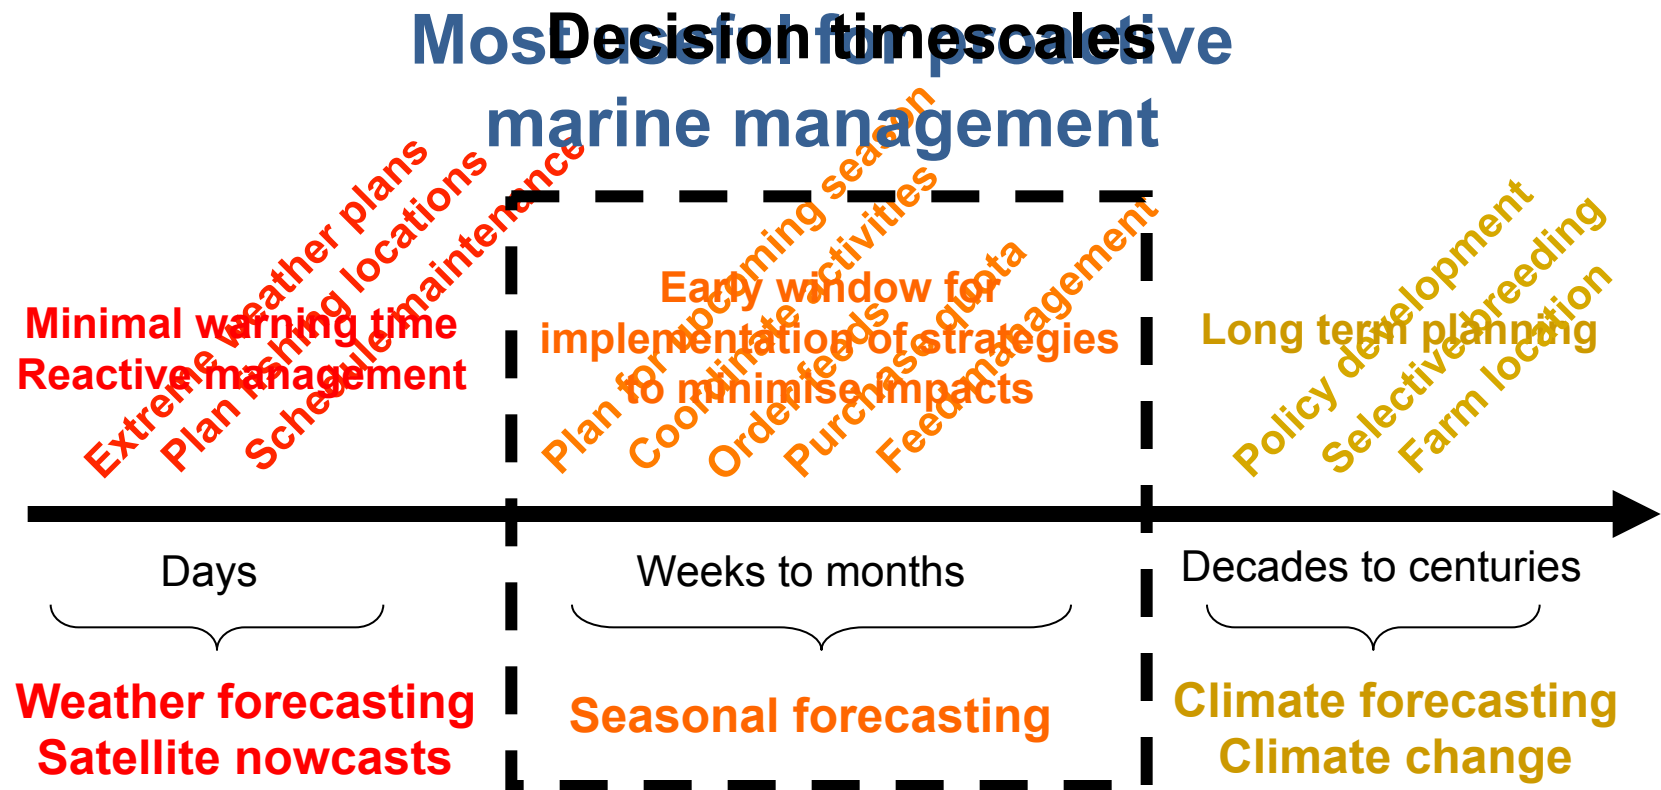 Decision timescales
Most useful for proactive
marine management
Extreme weather plans
Plan fishing locations
Schedule maintenance
Minimal warning time
Reactive management
Plan for upcoming season
Coordinate activities
Order feeds
Purchase quota
Feed management
Early window for
implementation of strategies
to minimise impacts
Policy development
Selective breeding
Farm location
Long term planning
Days
Weeks to months
Decades to centuries
Weather forecasting
Satellite nowcasts
Seasonal forecasting
Climate forecasting
Climate change